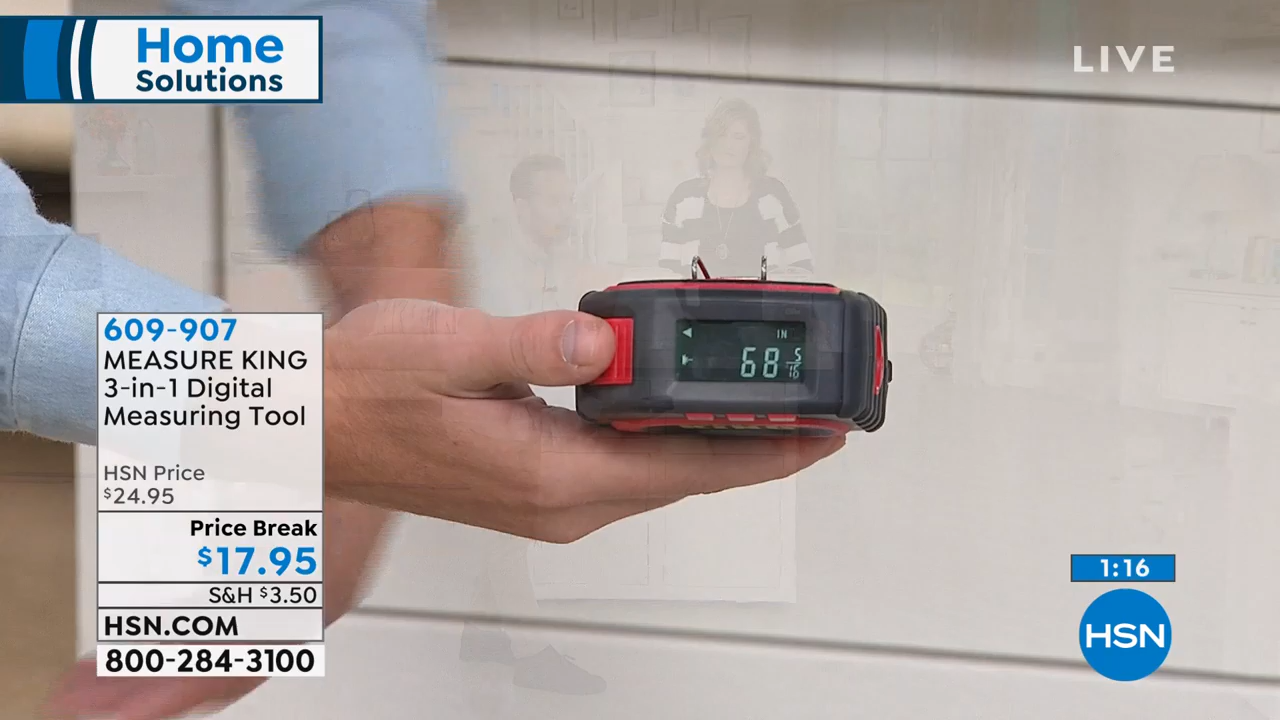 Home
Solutions
LIVE
609-907
MEASURE KING
3-in-1 Digital
Measuring Tool
HSN Price
$24.95
Price Break
$17.95
S&H $3.50
HSN.COM
800-284-3100
IN
68 5/16
1:16
HSN